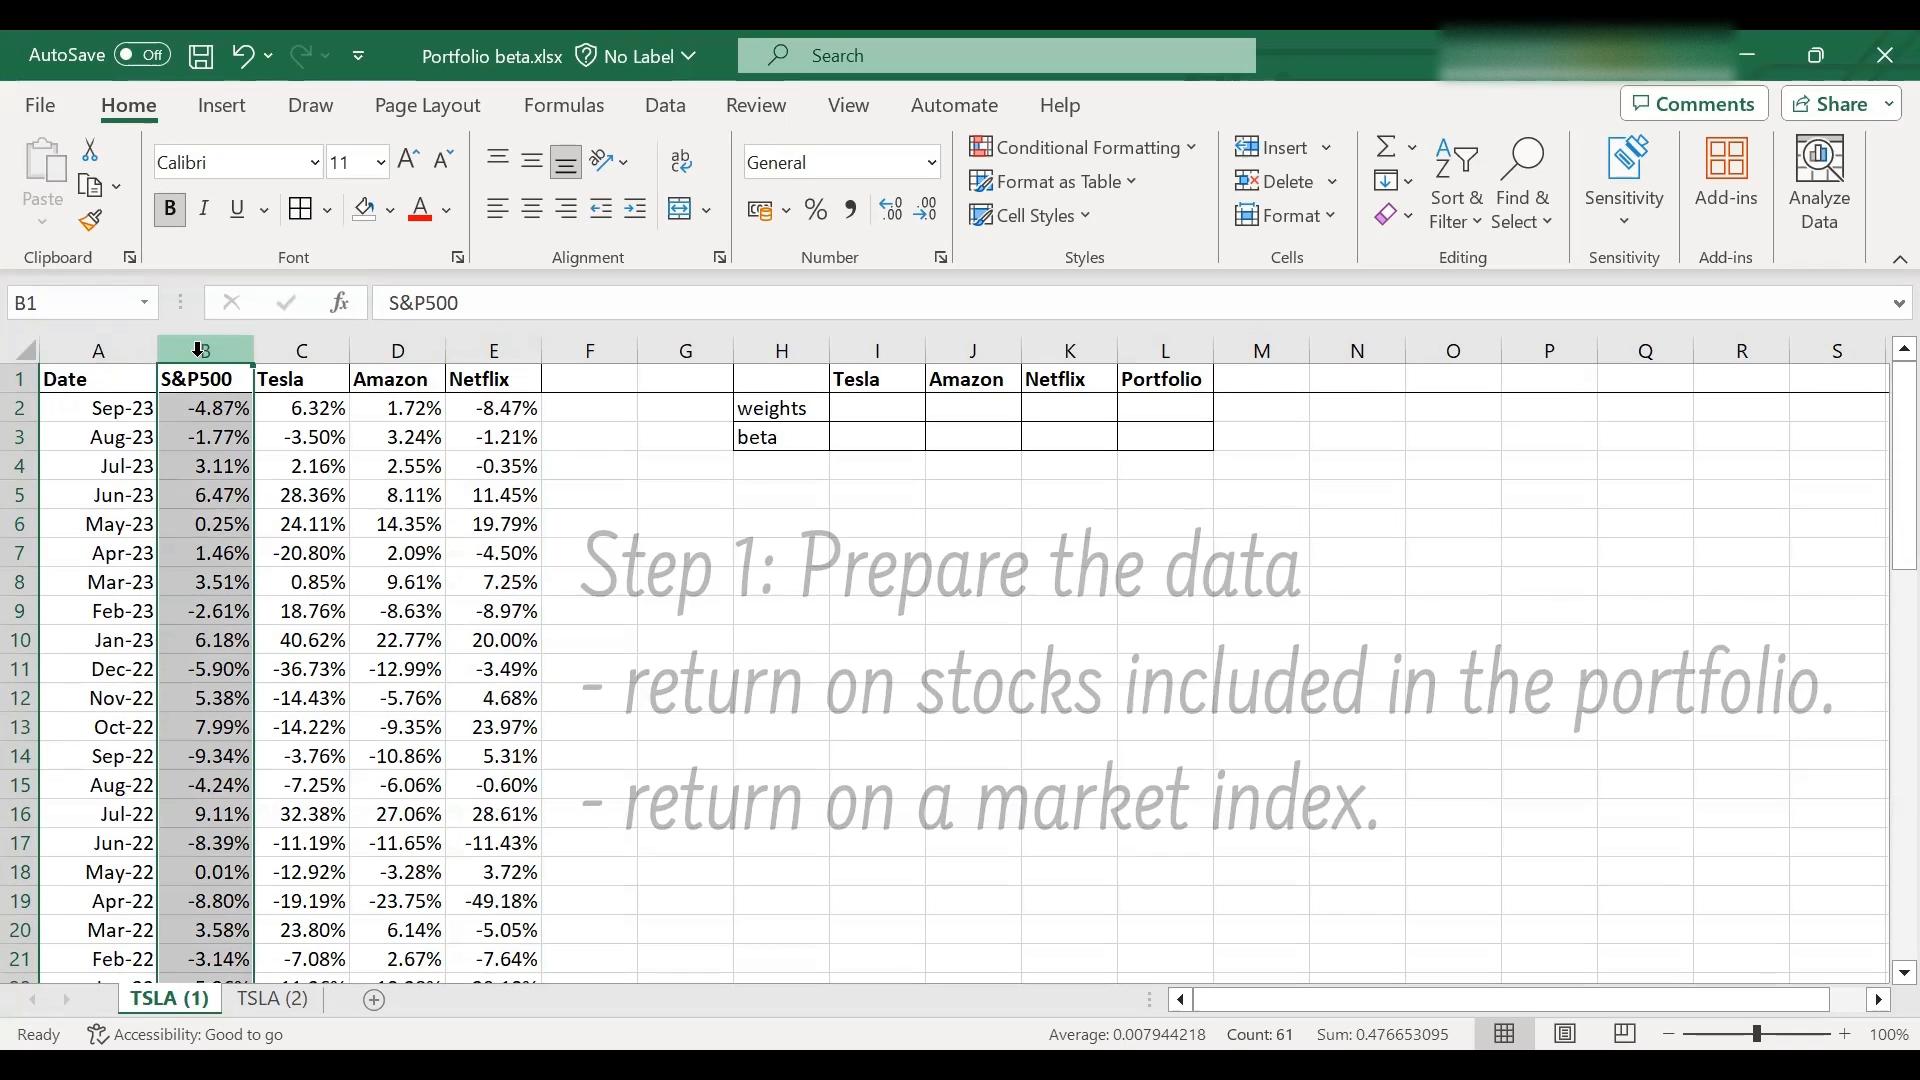 AutoSave Off Portfolio beta.xlsx No Label Search
File Home Insert Draw Page Layout Formulas Data Review View Automate Help Comments Share
Paste Calibri 11 General Conditional Formatting Insert Sort & Find & Sensitivity Add-ins Analyze
B I U A % Format as Table Delete Filter Select Data
Cell Styles Format
Clipboard Font Alignment Number Styles Cells Editing Sensitivity Add-ins
B1 fx S&P500
A B C D E F G H I J K L M N O P Q R S
1 Date S&P500 Tesla Amazon Netflix Tesla Amazon Netflix Portfolio
2 Sep-23 -4.87% 6.32% 1.72% -8.47% weights
3 Aug-23 -1.77% -3.50% 3.24% -1.21% beta
4 Jul-23 3.11% 2.16% 2.55% -0.35%
5 Jun-23 6.47% 28.36% 8.11% 11.45%
6 May-23 0.25% 24.11% 14.35% 19.79%
7 Apr-23 1.46% -20.80% 2.09% -4.50%
8 Mar-23 3.51% 0.85% 9.61% 7.25%
9 Feb-23 -2.61% 18.76% -8.63% -8.97%
10 Jan-23 6.18% 40.62% 22.77% 20.00%
11 Dec-22 -5.90% -36.73% -12.99% -3.49%
12 Nov-22 5.38% -14.43% -5.76% 4.68%
13 Oct-22 7.99% -14.22% -9.35% 23.97%
14 Sep-22 -9.34% -3.76% -10.86% 5.31%
15 Aug-22 -4.24% -7.25% -6.06% -0.60%
16 Jul-22 9.11% 32.38% 27.06% 28.61%
17 Jun-22 -8.39% -11.19% -11.65% -11.43%
18 May-22 0.01% -12.92% -3.28% 3.72%
19 Apr-22 -8.80% -19.19% -23.75% -49.18%
20 Mar-22 3.58% 23.80% 6.14% -5.05%
21 Feb-22 -3.14% -7.08% 2.67% -7.64%
Step 1: Prepare the data
- return on stocks included in the portfolio.
- return on a market index.
TSLA (1) TSLA (2)
Ready Accessibility: Good to go Average: 0.007944218 Count: 61 Sum: 0.476653095 100%